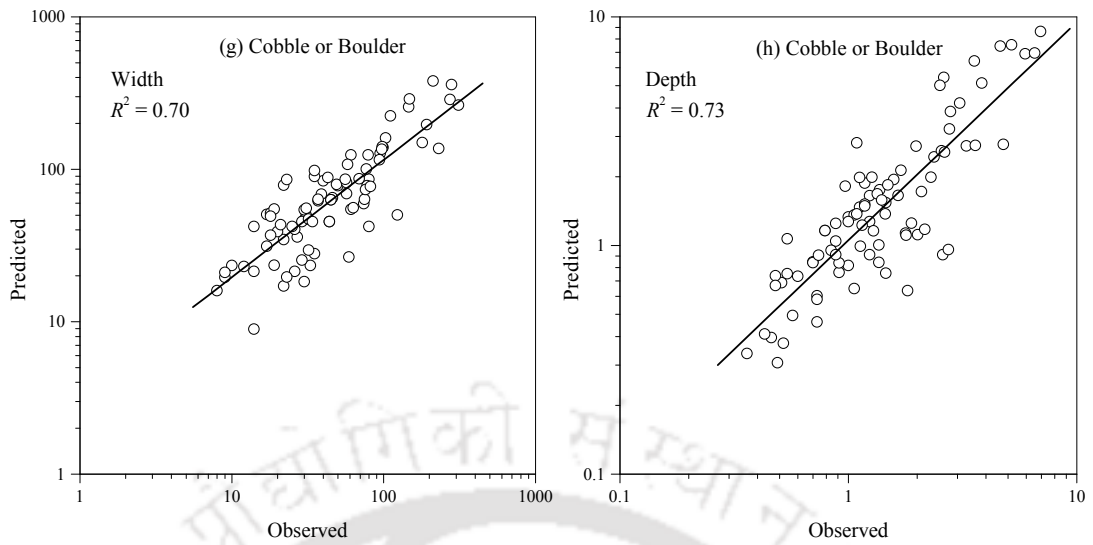 1000
100
10
1
Predicted
(g) Cobble or Boulder
Width
R² = 0.70
1
10
100
1000
Observed
10
1
0.1
Predicted
(h) Cobble or Boulder
Depth
R² = 0.73
0.1
1
10
Observed